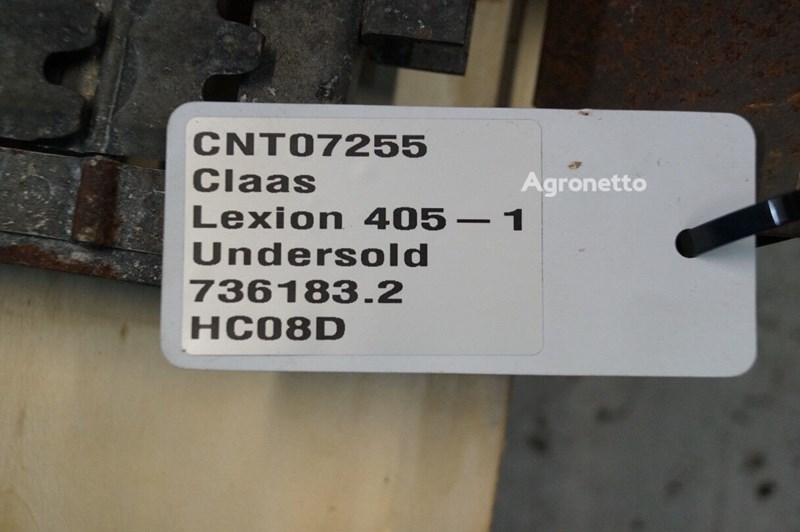 CNT07255
Claas
Lexion 405 — 1
Undersold
736183.2
HC08D
Agronetto